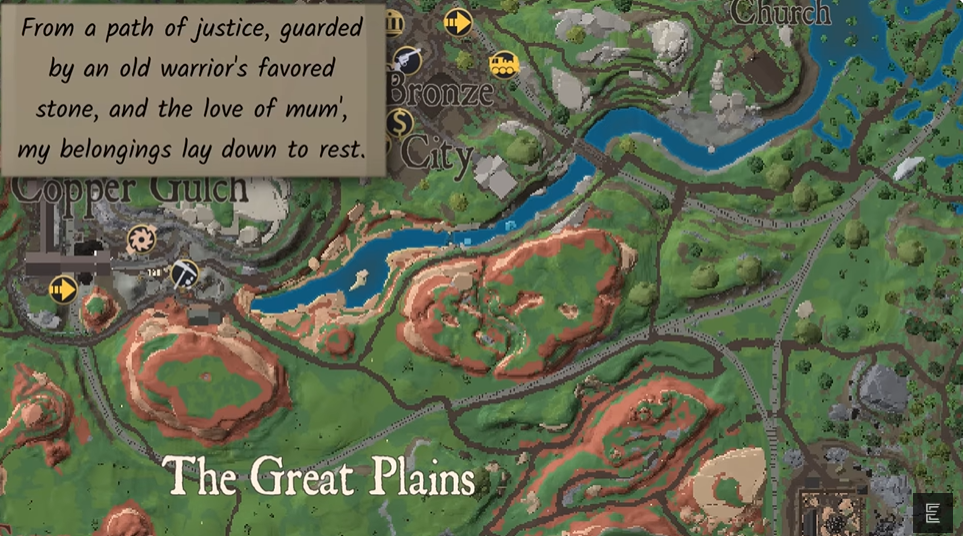 From a path of justice, guarded
by an old warrior's favored
stone, and the love of mum',
my belongings lay down to rest.
Church
Bronze
City
Copper Gulch
The Great Plains
E